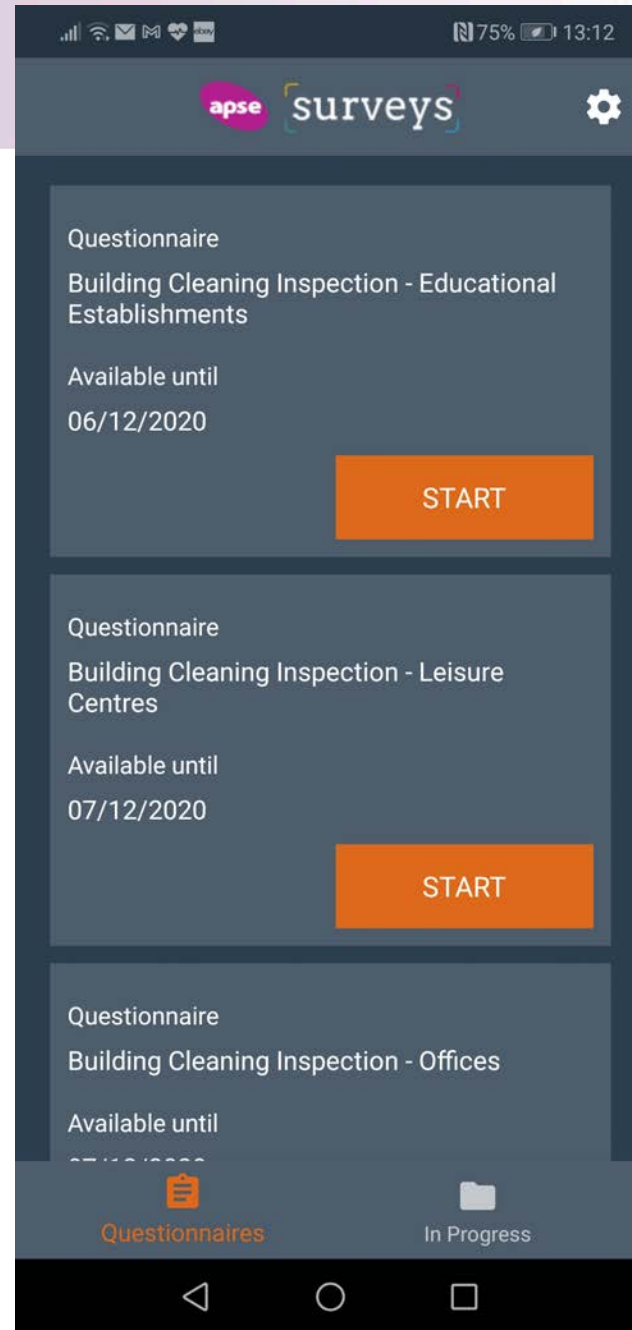 75% 13:12
apse surveys
Questionnaire
Building Cleaning Inspection - Educational
Establishments
Available until
06/12/2020
START
Questionnaire
Building Cleaning Inspection - Leisure
Centres
Available until
07/12/2020
START
Questionnaire
Building Cleaning Inspection - Offices
Available until
Questionnaires
In Progress